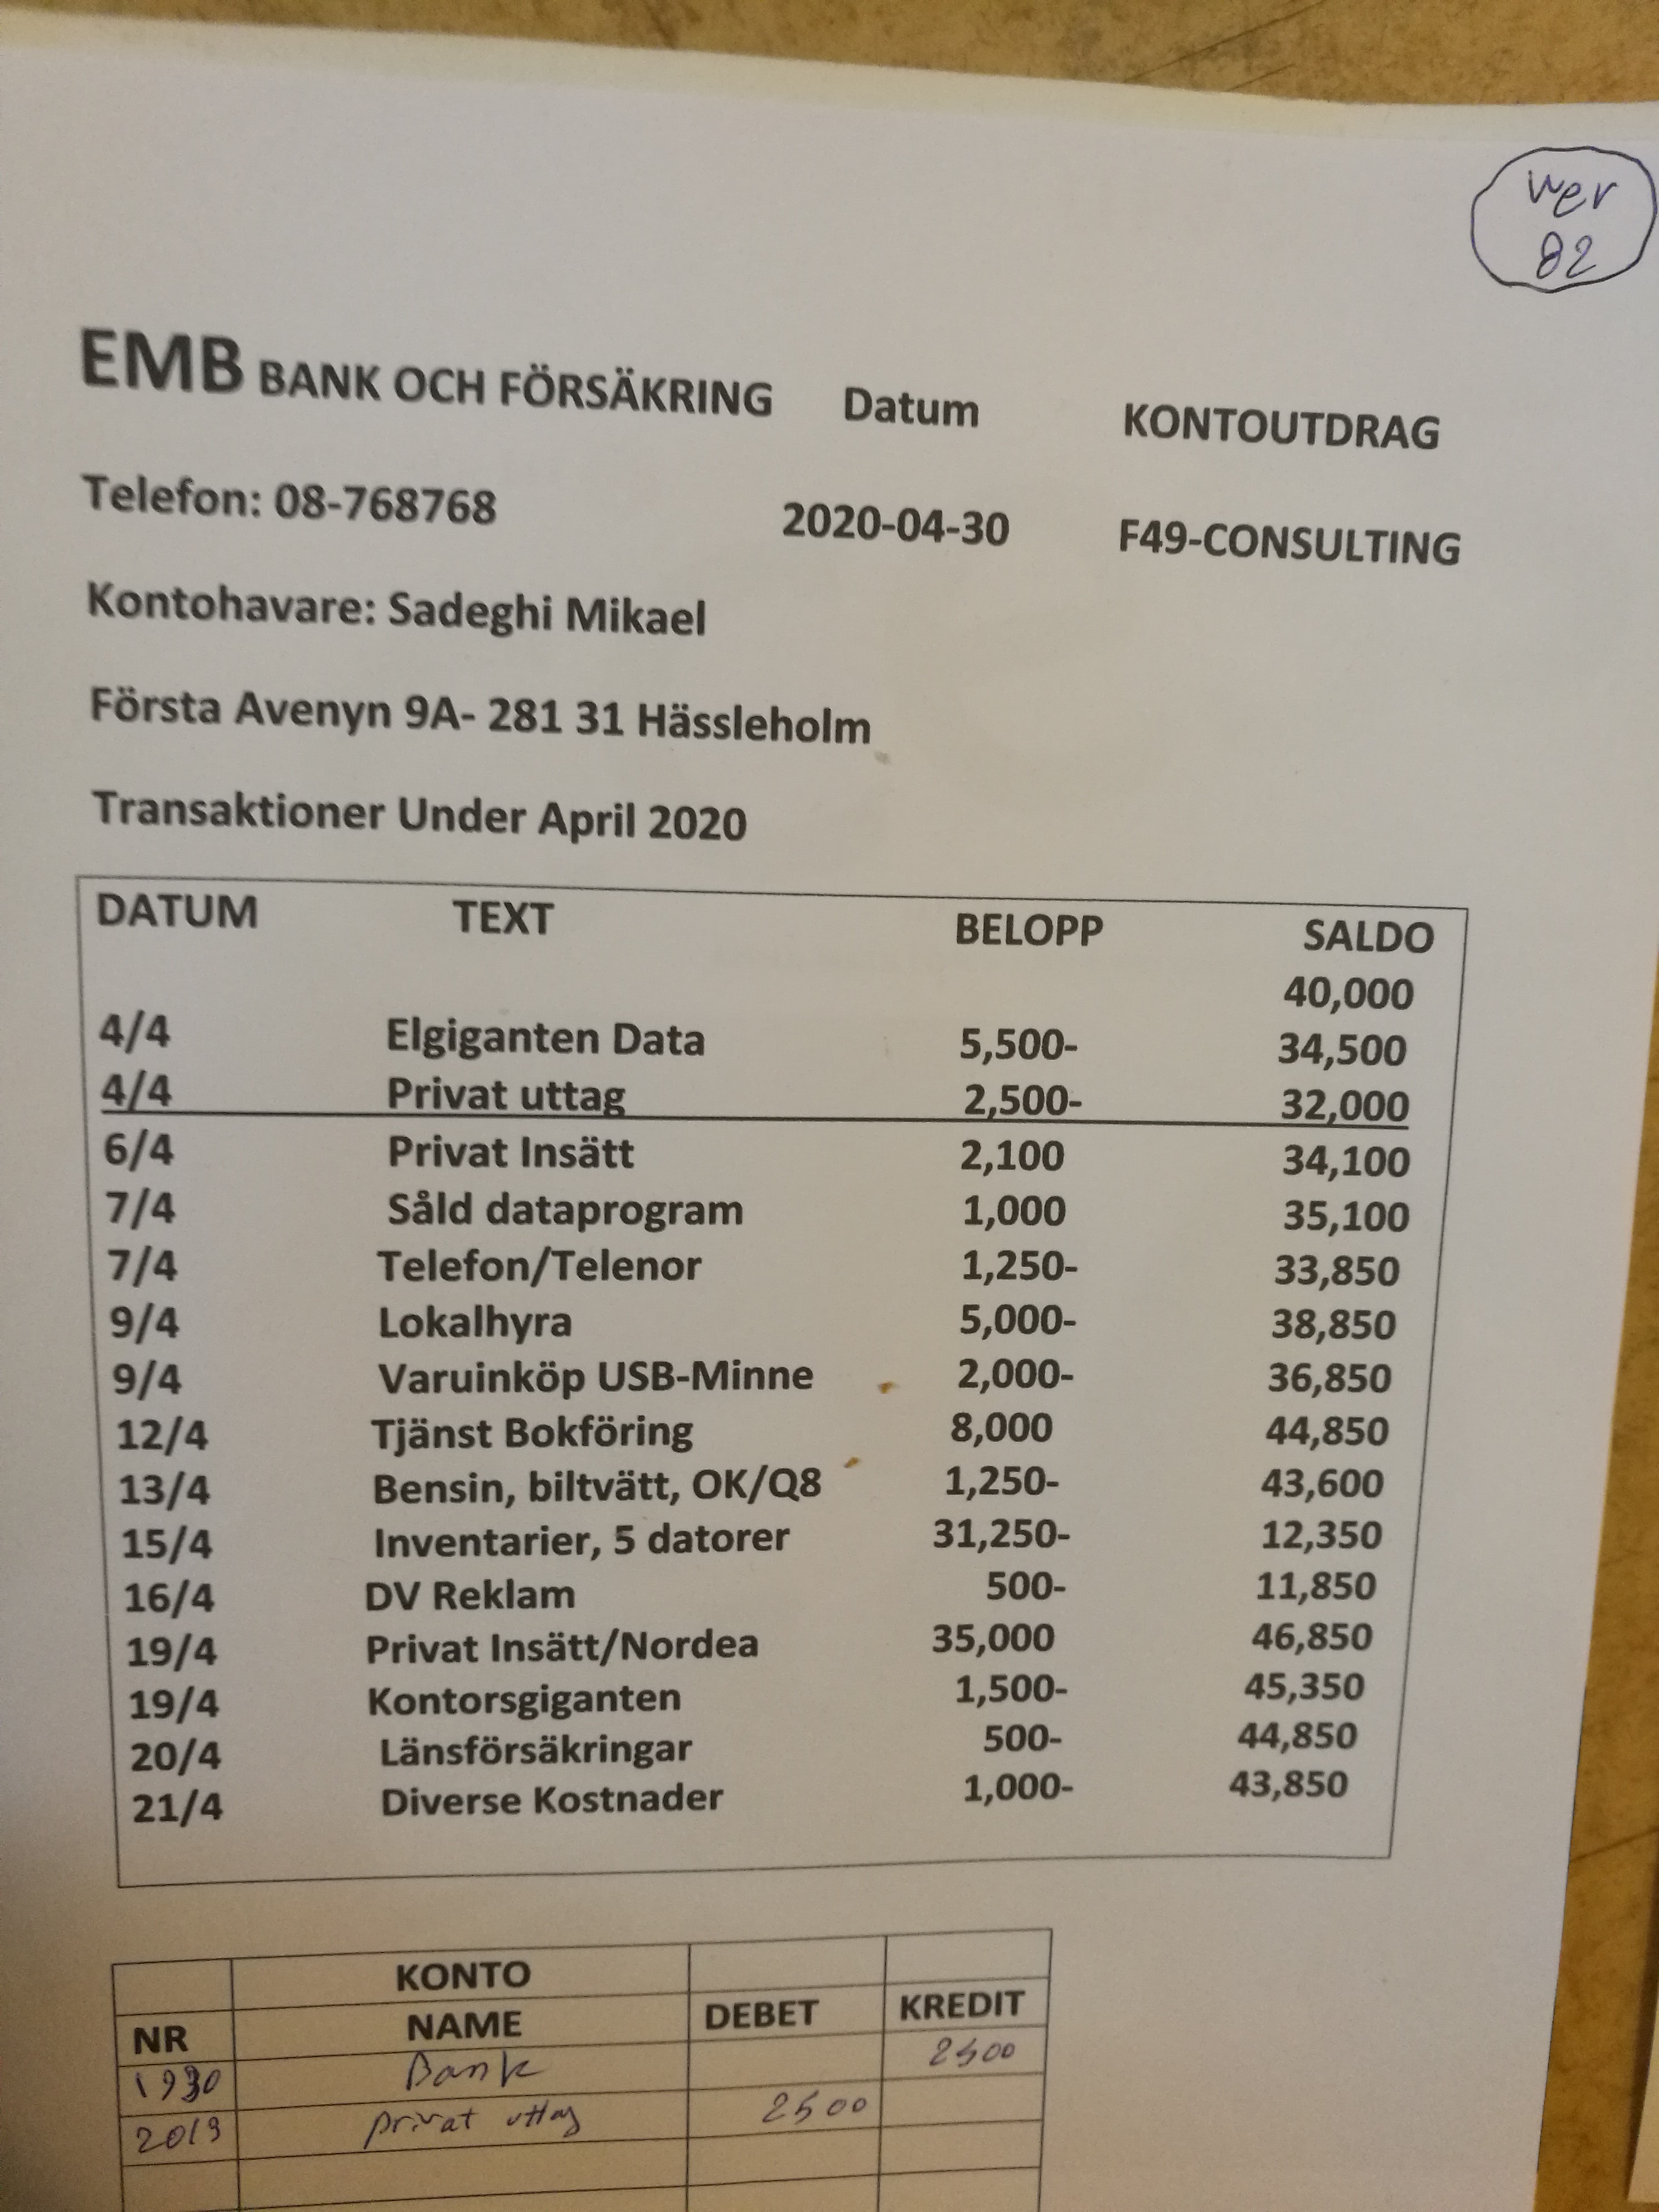 Ver
82
EMB BANK OCH FÖRSÄKRING Datum KONTOUTDRAG
Telefon: 08-768768 2020-04-30 F49-CONSULTING
Kontohavare: Sadeghi Mikael
Första Avenyn 9A- 281 31 Hässleholm
Transaktioner Under April 2020
DATUM TEXT BELOPP SALDO
40,000
4/4 Elgiganten Data 5,500- 34,500
4/4 Privat uttag 2,500- 32,000
6/4 Privat Insätt 2,100 34,100
7/4 Såld dataprogram 1,000 35,100
7/4 Telefon/Telenor 1,250- 33,850
9/4 Lokalhyra 5,000- 38,850
9/4 Varuinköp USB-Minne 2,000- 36,850
12/4 Tjänst Bokföring 8,000 44,850
13/4 Bensin, biltvätt, OK/Q8 1,250- 43,600
15/4 Inventarier, 5 datorer 31,250- 12,350
16/4 DV Reklam 500- 11,850
19/4 Privat Insätt/Nordea 35,000 46,850
19/4 Kontorsgiganten 1,500- 45,350
20/4 Länsförsäkringar 500- 44,850
21/4 Diverse Kostnader 1,000- 43,850
KONTO
NR NAME DEBET KREDIT
1930 Bank 2500
2013 privat uttag 2500